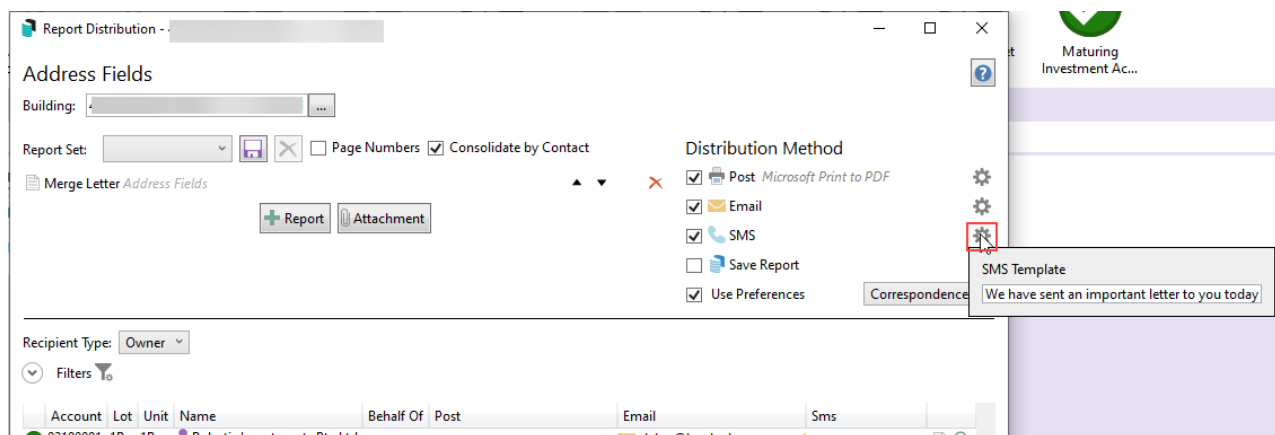 Report Distribution -
Maturing
Investment Ac...
Address Fields
Building:
...
Report Set:
Page Numbers
Consolidate by Contact
Distribution Method
Merge Letter Address Fields
Post Microsoft Print to PDF
Report
Attachment
Email
SMS
Save Report
SMS Template
Use Preferences
Correspondence
We have sent an important letter to you today
Recipient Type: Owner
Filters
Account Lot Unit Name Behalf Of Post Email Sms